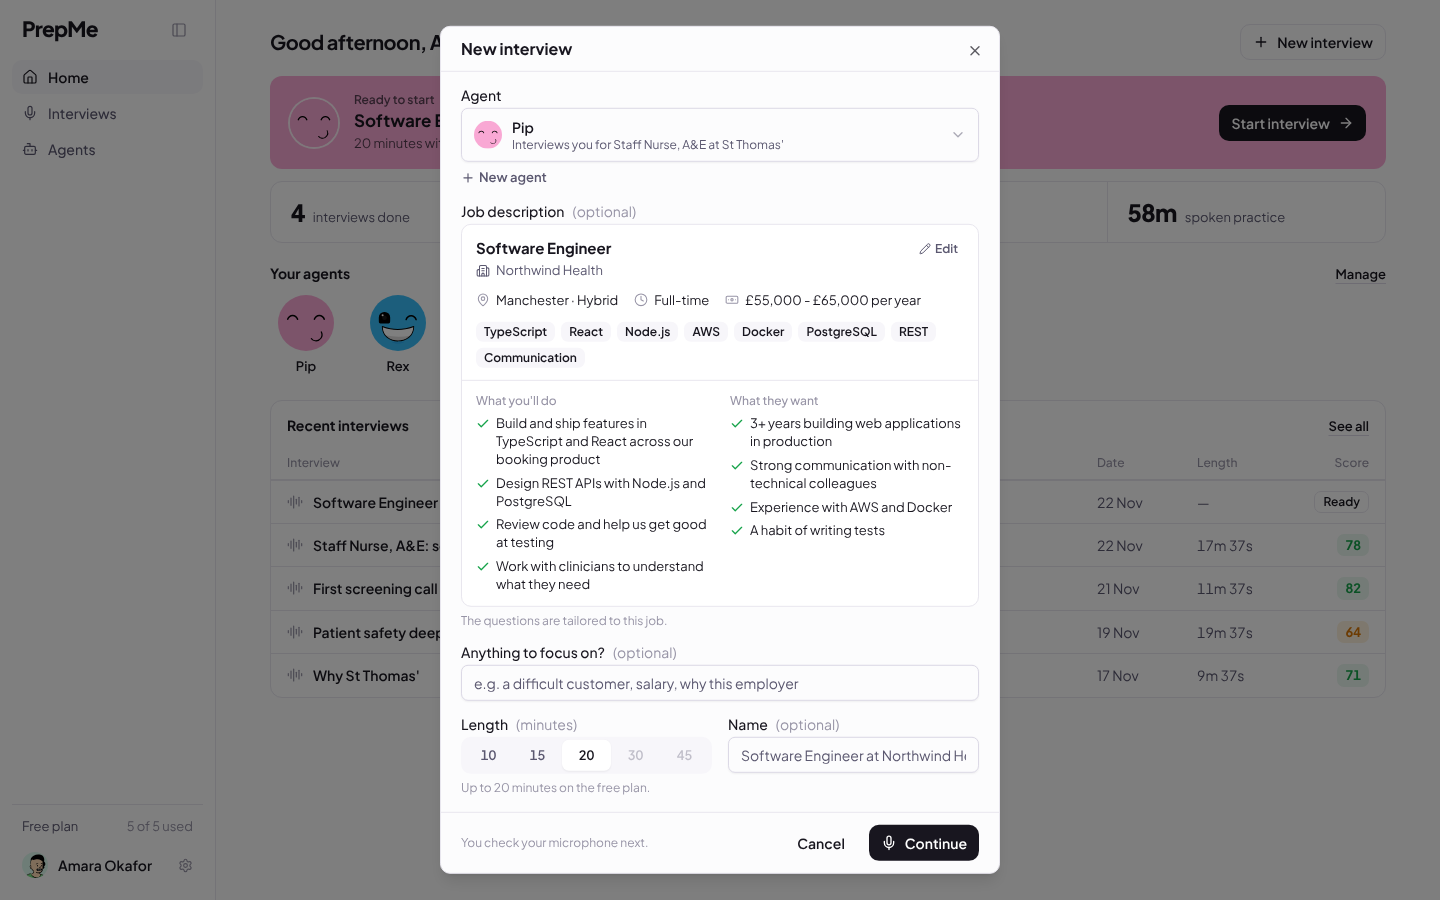 PrepMe
Home
Interviews
Agents
Free plan
5 of 5 used
Amara Okafor
Good afternoon, A
New interview
Ready to start
Software E
20 minutes wi
Start interview
4 interviews done
58m spoken practice
Your agents
Manage
Pip
Rex
Recent interviews
See all
Interview
Date
Length
Score
Software Engineer
22 Nov
—
Ready
Staff Nurse, A&E: s
22 Nov
17m 37s
78
First screening call
21 Nov
11m 37s
82
Patient safety deep
19 Nov
19m 37s
64
Why St Thomas'
17 Nov
9m 37s
71
New interview
Agent
Pip
Interviews you for Staff Nurse, A&E at St Thomas'
New agent
Job description (optional)
Software Engineer
Edit
Northwind Health
Manchester · Hybrid
Full-time
£55,000 - £65,000 per year
TypeScript
React
Node.js
AWS
Docker
PostgreSQL
REST
Communication
What you'll do
Build and ship features in
TypeScript and React across our
booking product
Design REST APIs with Node.js and
PostgreSQL
Review code and help us get good
at testing
Work with clinicians to understand
what they need
What they want
3+ years building web applications
in production
Strong communication with non-
technical colleagues
Experience with AWS and Docker
A habit of writing tests
The questions are tailored to this job.
Anything to focus on? (optional)
e.g. a difficult customer, salary, why this employer
Length (minutes)
10
15
20
30
45
Up to 20 minutes on the free plan.
Name (optional)
Software Engineer at Northwind He
You check your microphone next.
Cancel
Continue